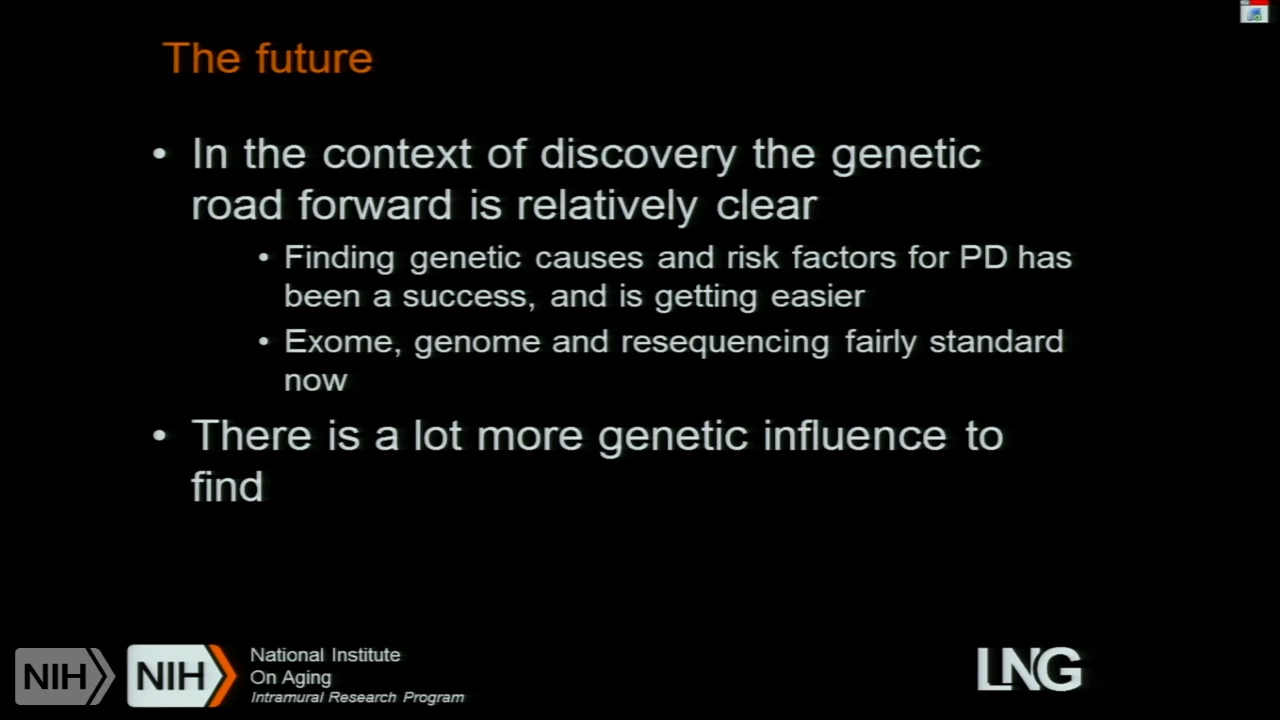 The future
• In the context of discovery the genetic
road forward is relatively clear
• Finding genetic causes and risk factors for PD has
been a success, and is getting easier
• Exome, genome and resequencing fairly standard
now
• There is a lot more genetic influence to
find
NIH
NIH
National Institute
On Aging
Intramural Research Program
LNG